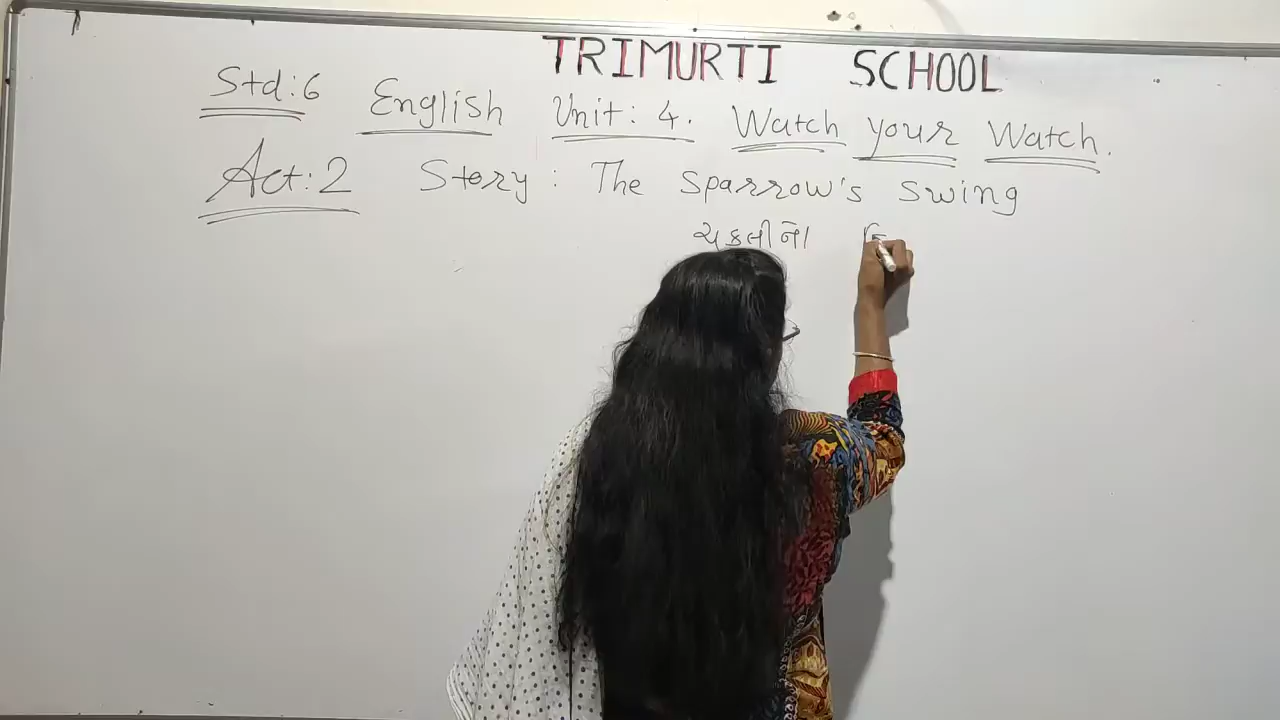 TRIMURTI SCHOOL
Std:6 English Unit: 4. Watch your Watch.
Act:2 Story: The Sparrow's Swing
ચકલીનો